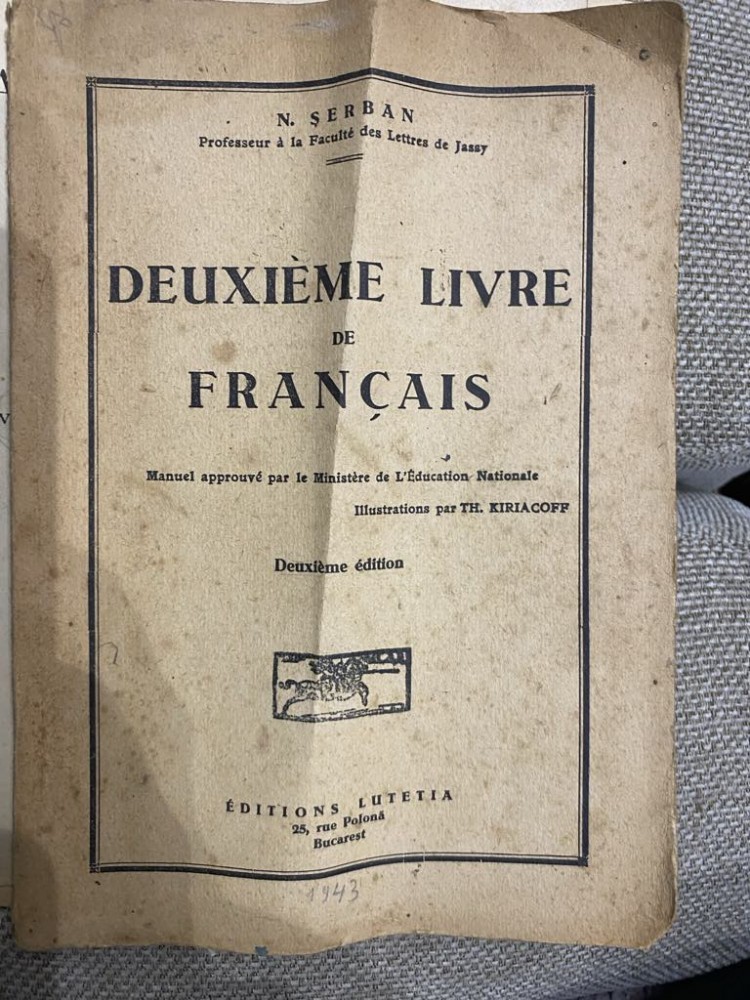 N. ȘERBAN
Professeur à la Faculté des Lettres de Jassy
DEUXIÈME LIVRE
DE
FRANÇAIS
Manuel approuvé par le Ministère de L'Éducation Nationale
Illustrations par TH. KIRIACOFF
Deuxième édition
ÉDITIONS LUTETIA
25, rue Polonă
Bucarest
1943